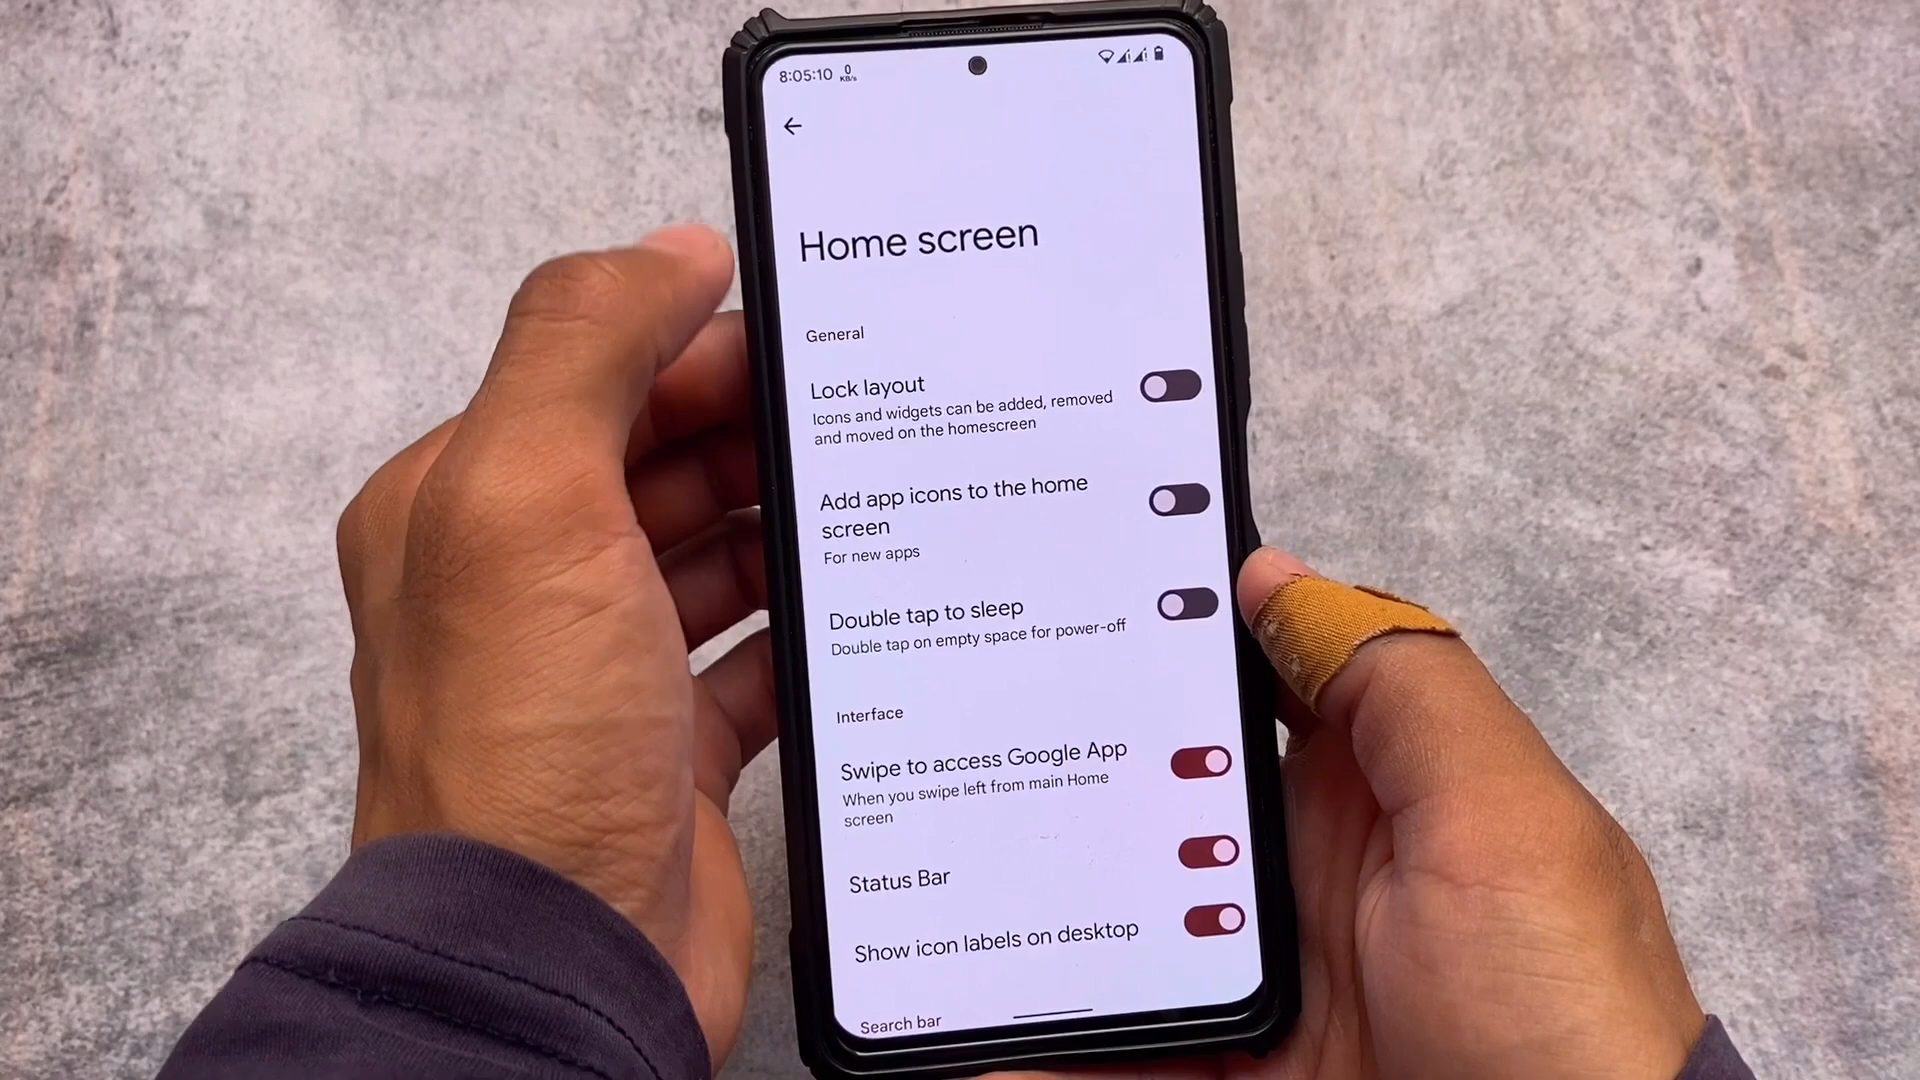 8:05:10 0 KB/s
Home screen
General
Lock layout
Icons and widgets can be added, removed
and moved on the homescreen
Add app icons to the home
screen
For new apps
Double tap to sleep
Double tap on empty space for power-off
Interface
Swipe to access Google App
When you swipe left from main Home
screen
Status Bar
Show icon labels on desktop
Search bar